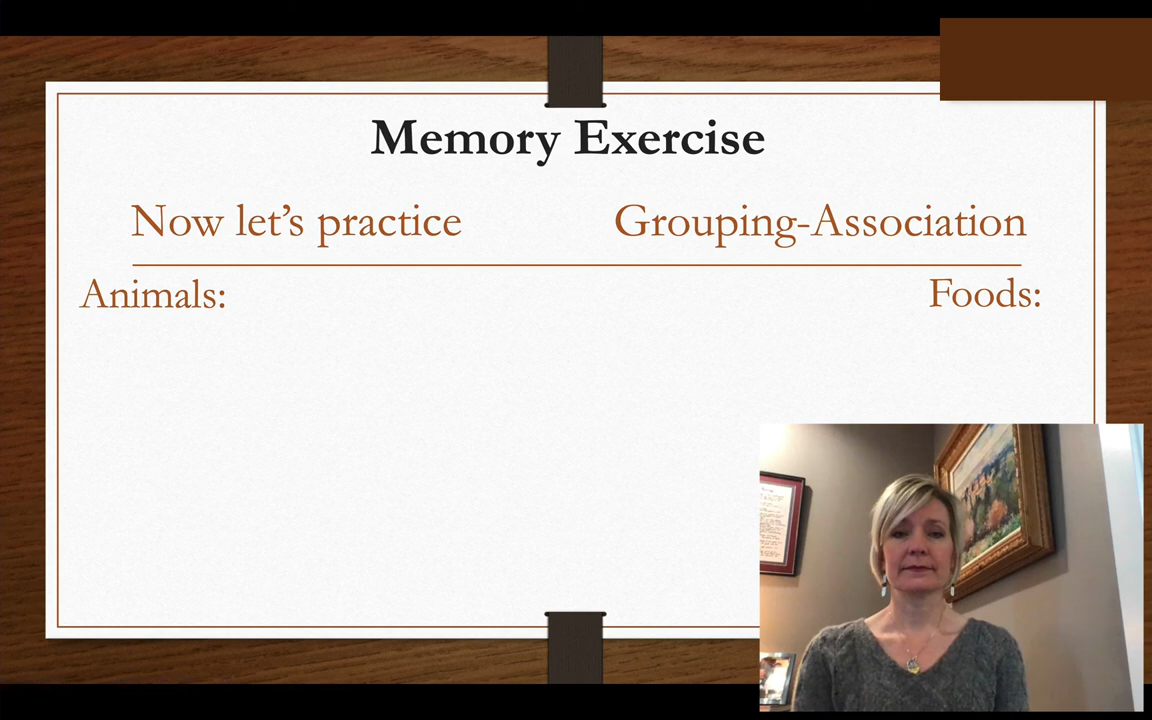 Memory Exercise
Now let’s practice Grouping-Association
Animals: Foods: